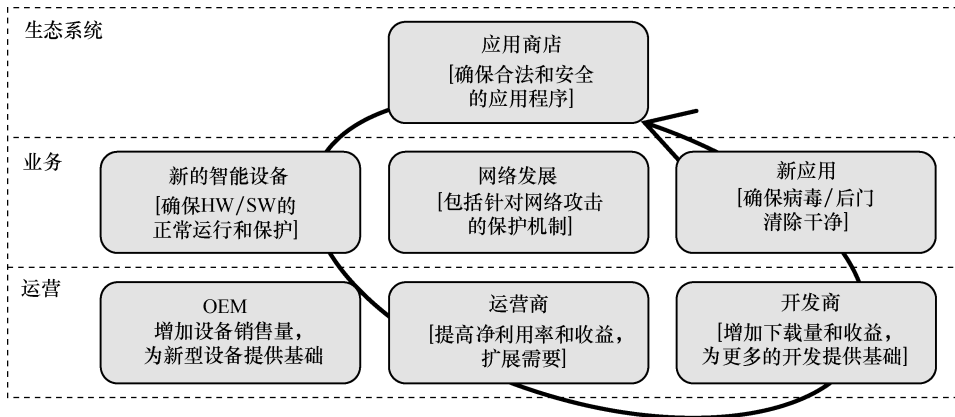 生态系统
应用商店
[确保合法和安全
的应用程序]
业务
新的智能设备
[确保HW/SW的
正常运行和保护]
网络发展
[包括针对网络攻击
的保护机制]
新应用
[确保病毒/后门
清除干净]
运营
OEM
增加设备销售量，
为新型设备提供基础
运营商
[提高净利用率和收益，
扩展需要]
开发商
[增加下载量和收益，
为更多的开发提供基础]